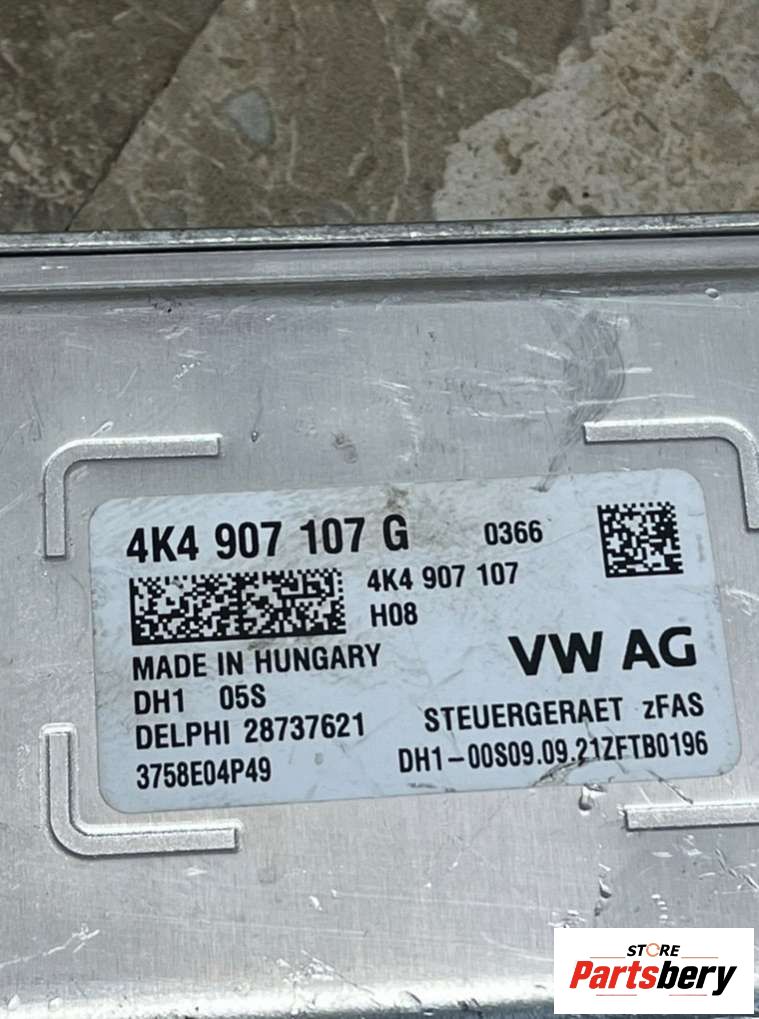 4K4 907 107 G 0366
4K4 907 107
H08
VW AG
MADE IN HUNGARY
DH1 05S
DELPHI 28737621
STEUERGERAET zFAS
3758E04P49
DH1-00S09.09.21ZFTB0196
STORE
Partsbery